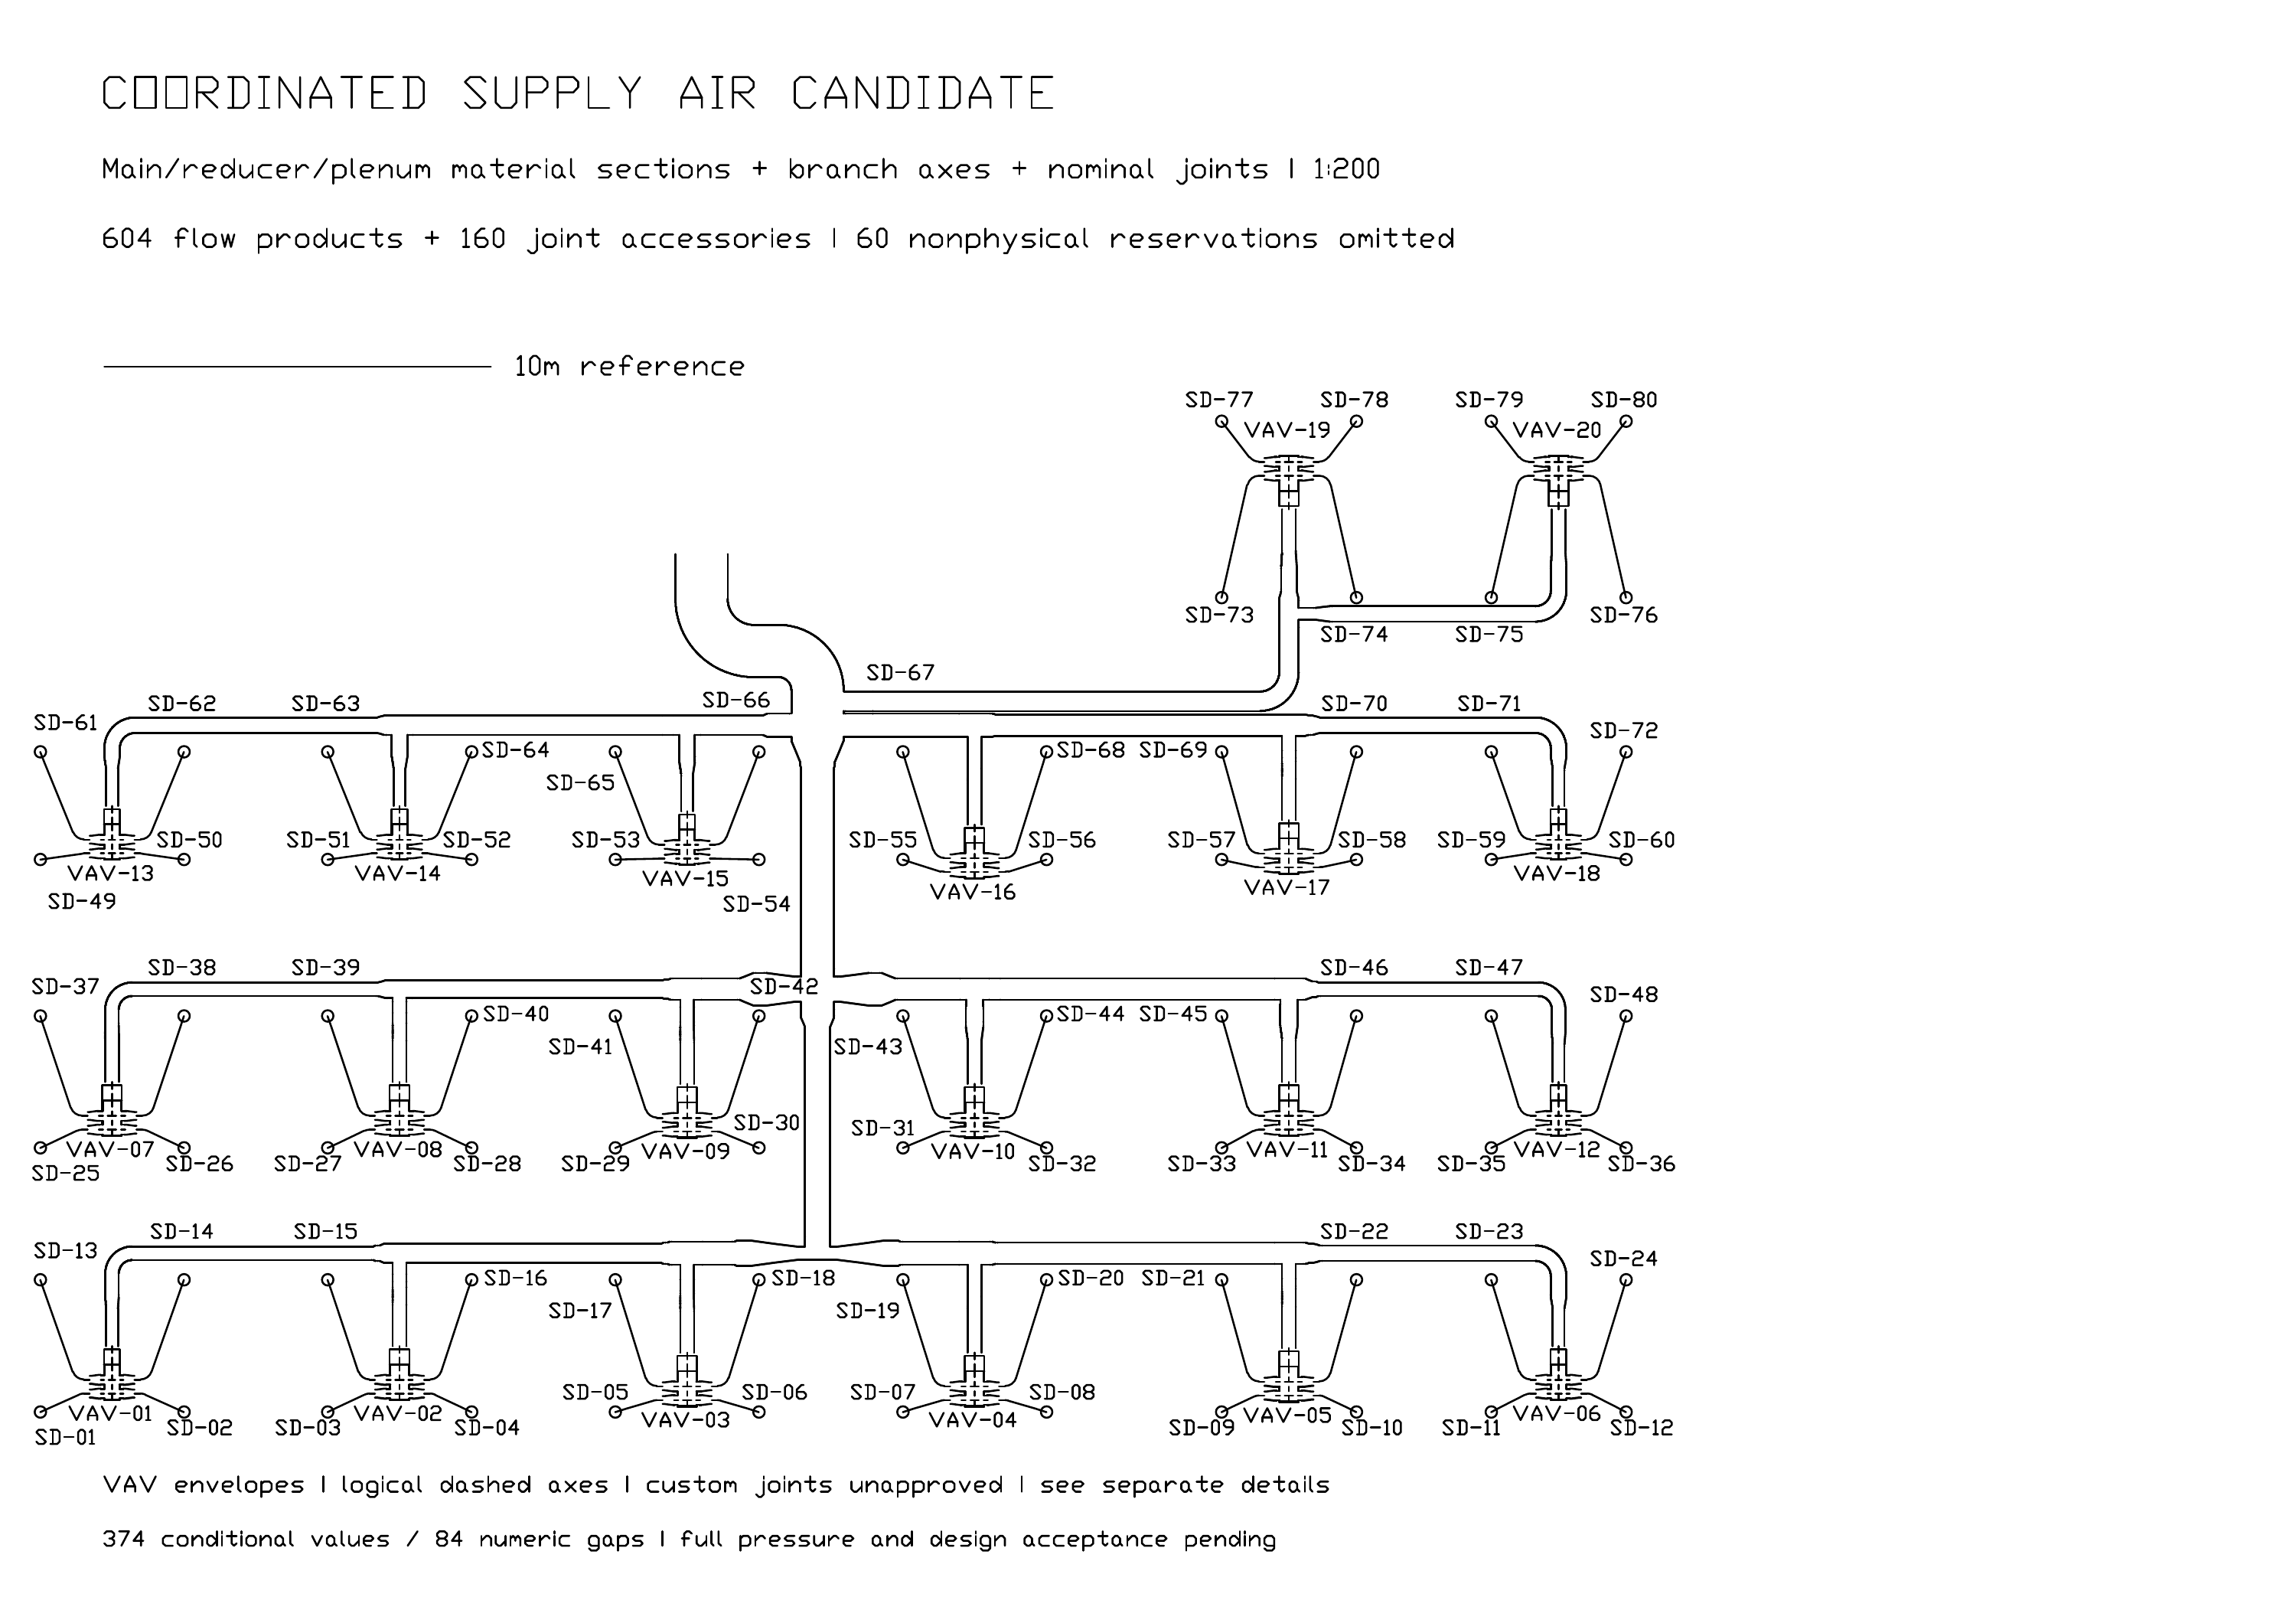 COORDINATED SUPPLY AIR CANDIDATE
Main/reducer/plenum material sections + branch axes + nominal joints | 1:200
604 flow products + 160 joint accessories | 60 nonphysical reservations omitted
10m reference
SD-77 SD-78 SD-79 SD-80
VAV-19 VAV-20
SD-73 SD-76
SD-74 SD-75
SD-67
SD-62 SD-63 SD-66 SD-70 SD-71
SD-61 SD-72
SD-64 SD-68 SD-69
SD-65
SD-50 SD-51 SD-52 SD-53 SD-55 SD-56 SD-57 SD-58 SD-59 SD-60
VAV-13 VAV-14 VAV-15 VAV-16 VAV-17 VAV-18
SD-49 SD-54
SD-38 SD-39 SD-46 SD-47
SD-37 SD-42 SD-48
SD-40 SD-44 SD-45
SD-41 SD-43
SD-30 SD-31
VAV-07 VAV-08 VAV-09 VAV-10 VAV-11 VAV-12
SD-25 SD-26 SD-27 SD-28 SD-29 SD-32 SD-33 SD-34 SD-35 SD-36
SD-14 SD-15 SD-22 SD-23
SD-13 SD-24
SD-16 SD-18 SD-20 SD-21
SD-17 SD-19
SD-05 SD-06 SD-07 SD-08
VAV-01 VAV-02 VAV-03 VAV-04 VAV-05 VAV-06
SD-01 SD-02 SD-03 SD-04 SD-09 SD-10 SD-11 SD-12
VAV envelopes | logical dashed axes | custom joints unapproved | see separate details
374 conditional values / 84 numeric gaps | full pressure and design acceptance pending